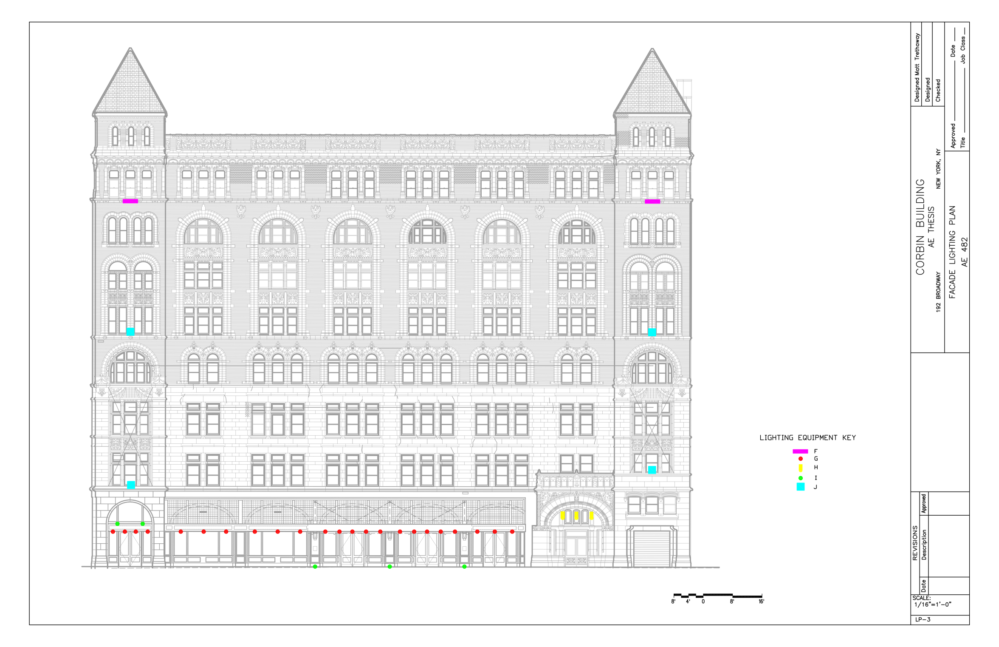 LIGHTING EQUIPMENT KEY
F
G
H
I
J
8' 4' 0 8' 16'
Designed Matt Trethaway
Designed
Checked
Approved Date
Title Job Class
CORBIN BUILDING
AE THESIS
192 BROADWAY NEW YORK, NY
FACADE LIGHTING PLAN
AE 482
REVISIONS
Date Description Approved
SCALE:
1/16"=1'-0"
LP-3